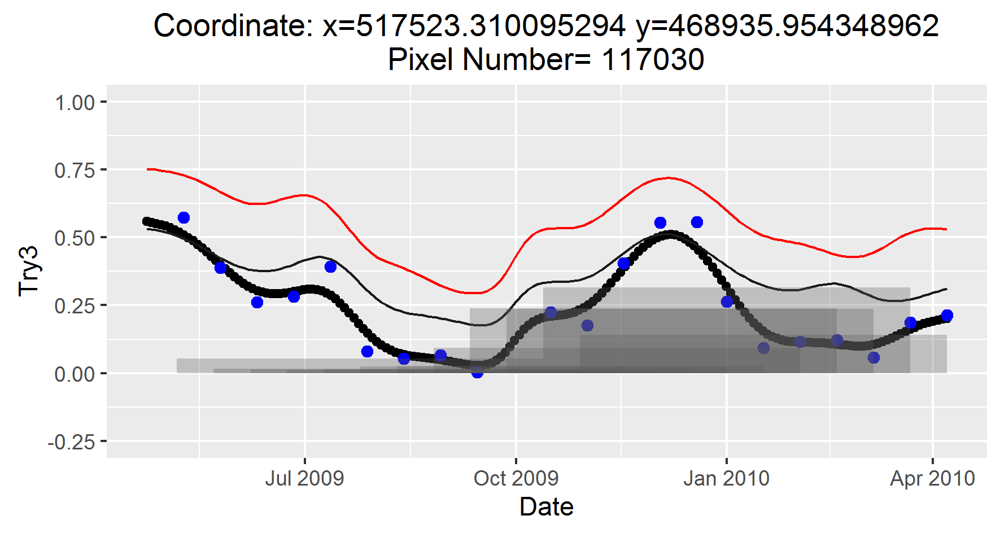 Coordinate: x=517523.310095294 y=468935.954348962
Pixel Number= 117030
1.00
0.75
0.50
0.25
0.00
-0.25
Try3
Jul 2009 Oct 2009 Jan 2010 Apr 2010
Date